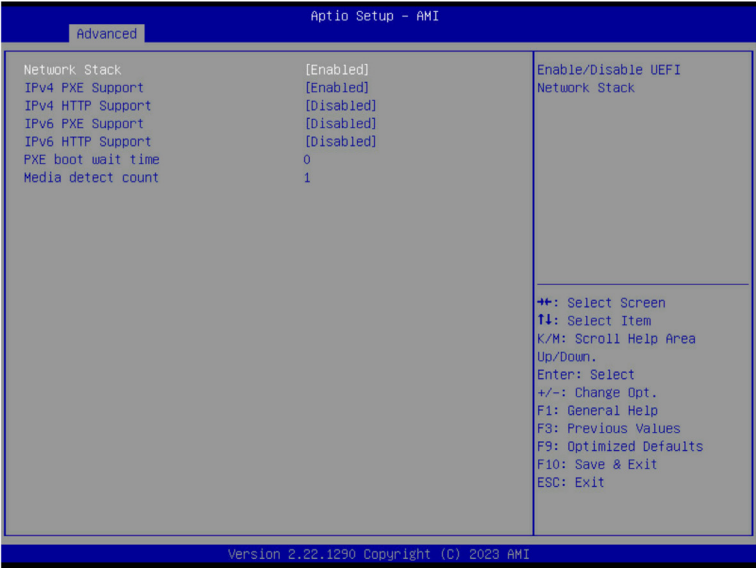 Aptio Setup – AMI
Advanced
Network Stack [Enabled]
IPv4 PXE Support [Enabled]
IPv4 HTTP Support [Disabled]
IPv6 PXE Support [Disabled]
IPv6 HTTP Support [Disabled]
PXE boot wait time 0
Media detect count 1
Enable/Disable UEFI
Network Stack
→←: Select Screen
↑↓: Select Item
K/M: Scroll Help Area
Up/Down.
Enter: Select
+/-: Change Opt.
F1: General Help
F3: Previous Values
F9: Optimized Defaults
F10: Save & Exit
ESC: Exit
Version 2.22.1290 Copyright (C) 2023 AMI